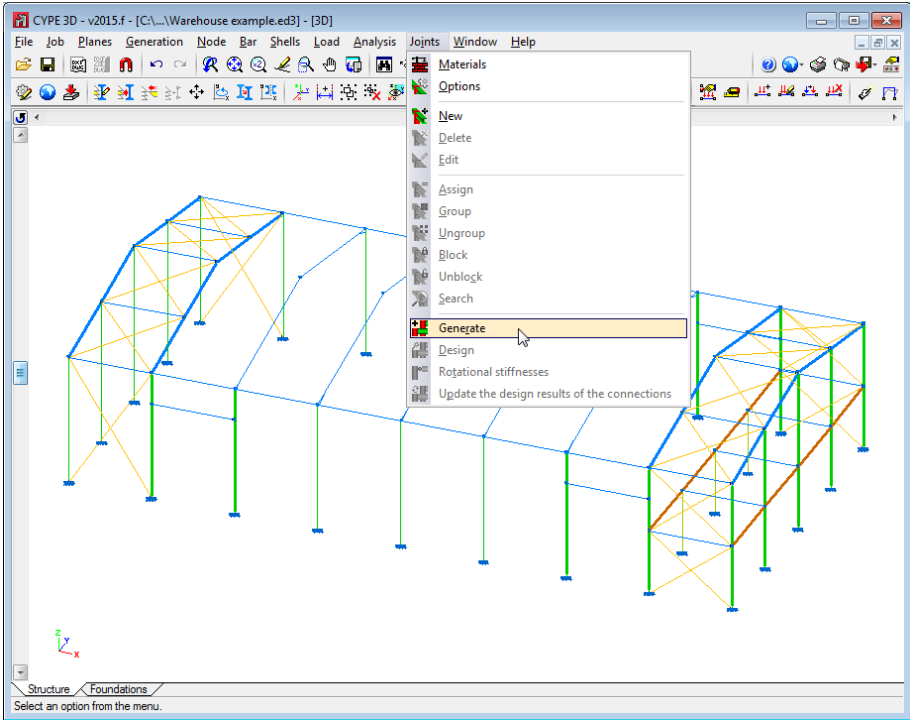 CYPE 3D - v2015.f - [C:\...\Warehouse example.ed3] - [3D]
File Job Planes Generation Node Bar Shells Load Analysis Joints Window Help
Materials
Options
New
Delete
Edit
Assign
Group
Ungroup
Block
Unblock
Search
Generate
Design
Rotational stiffnesses
Update the design results of the connections
z
Y
x
Structure Foundations
Select an option from the menu.